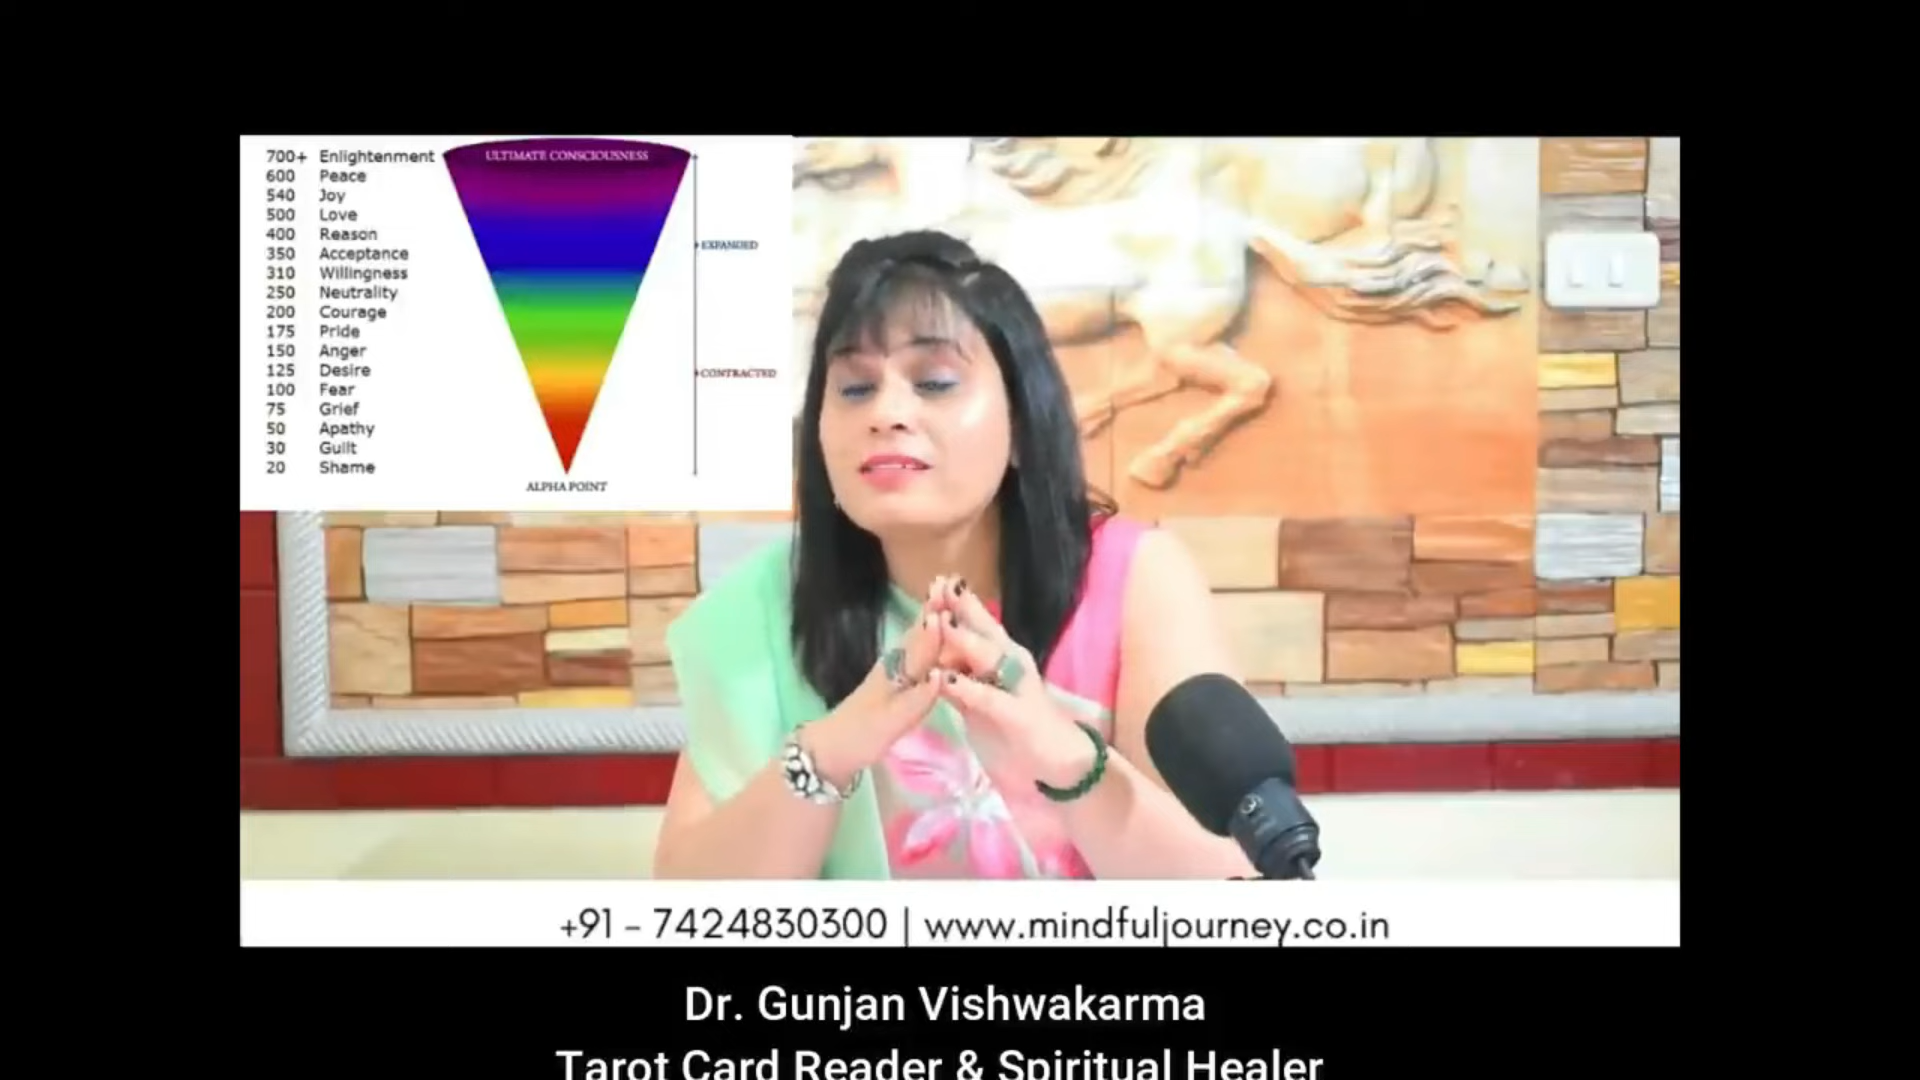 700+ Enlightenment
600 Peace
540 Joy
500 Love
400 Reason
350 Acceptance
310 Willingness
250 Neutrality
200 Courage
175 Pride
150 Anger
125 Desire
100 Fear
75 Grief
50 Apathy
30 Guilt
20 Shame
ULTIMATE CONSCIOUSNESS
EXPANDED
CONTRACTED
ALPHA POINT
+91 - 7424830300 | www.mindfuljourney.co.in
Dr. Gunjan Vishwakarma
Tarot Card Reader & Spiritual Healer